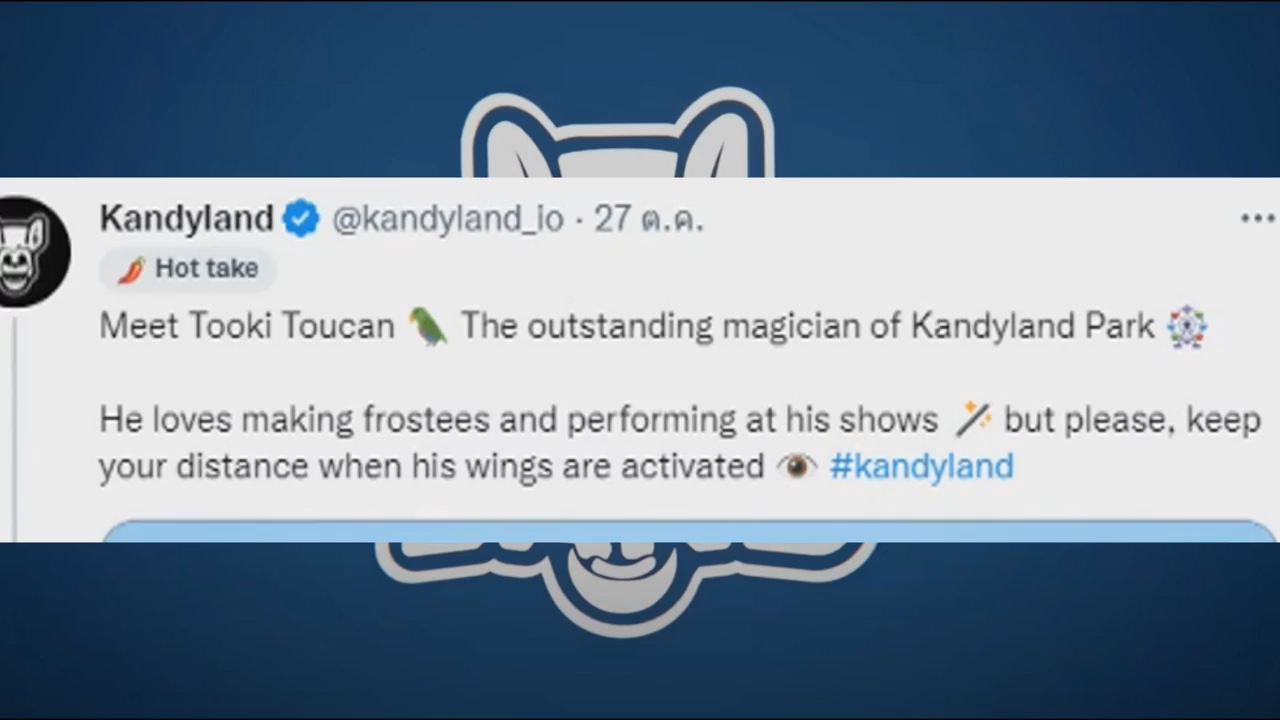 Kandyland @kandyland_io · 27 ต.ค.
🌶️ Hot take
Meet Tooki Toucan 🦜 The outstanding magician of Kandyland Park 🎡
He loves making frostees and performing at his shows 🪄 but please, keep
your distance when his wings are activated 👁️ #kandyland